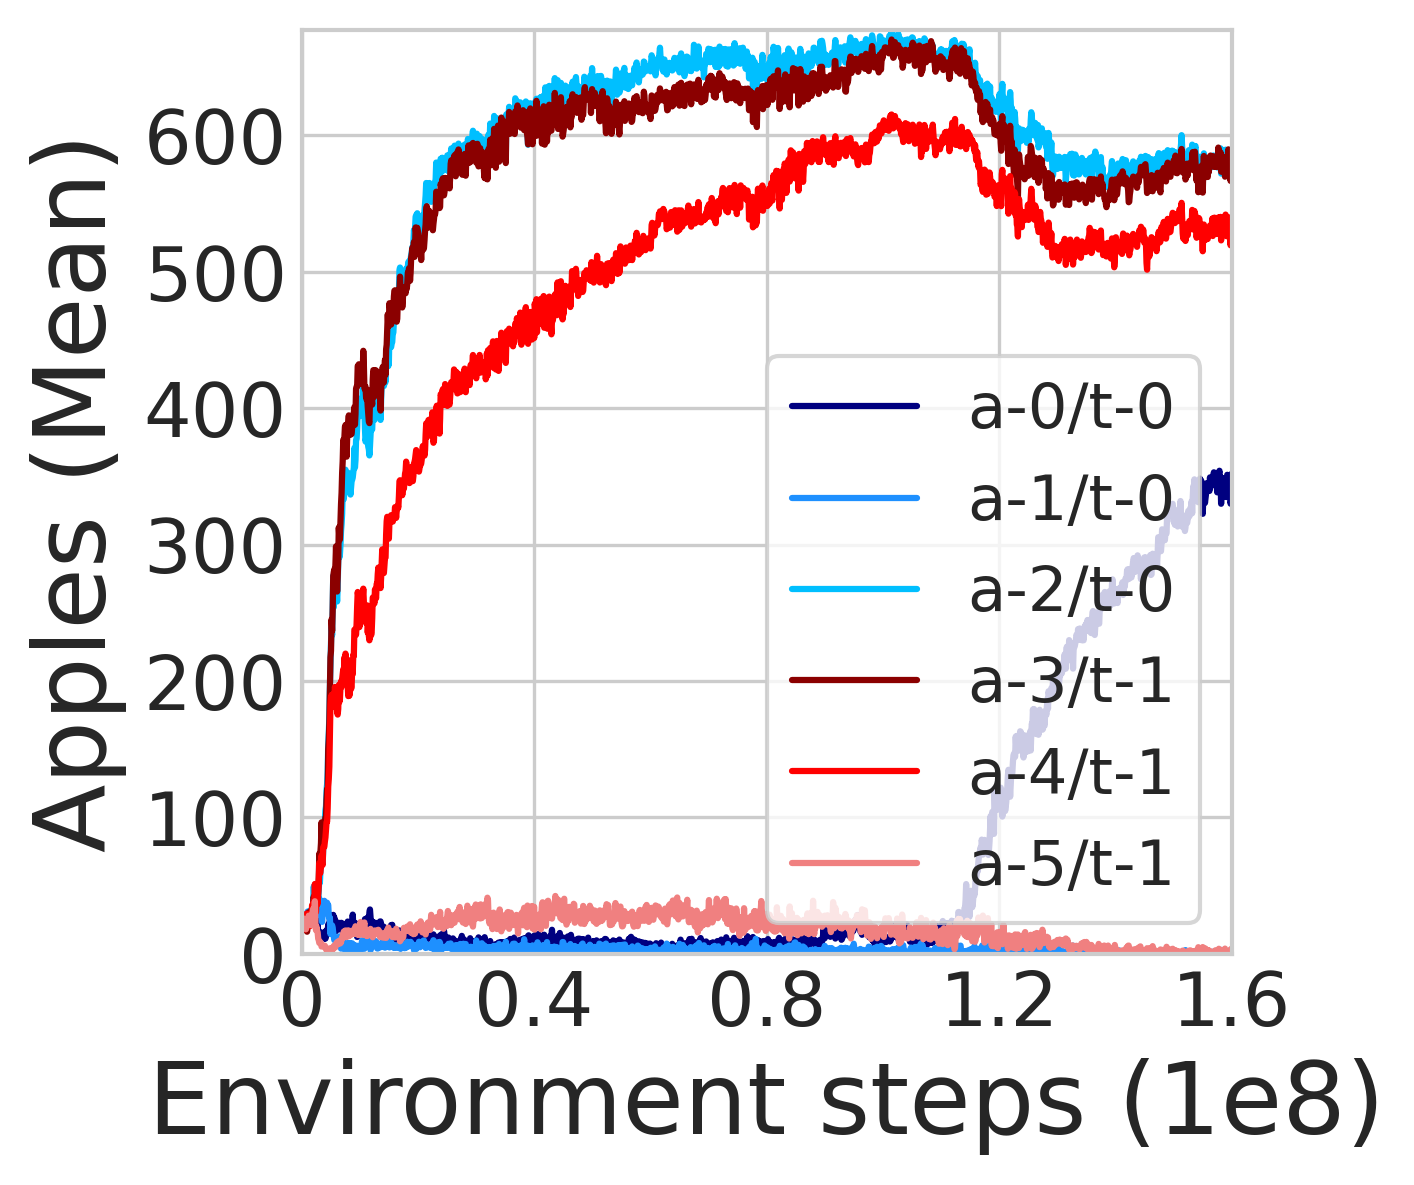 Apples (Mean)
600
500
400
300
200
100
0
a-0/t-0
a-1/t-0
a-2/t-0
a-3/t-1
a-4/t-1
a-5/t-1
0 0.4 0.8 1.2 1.6
Environment steps (1e8)